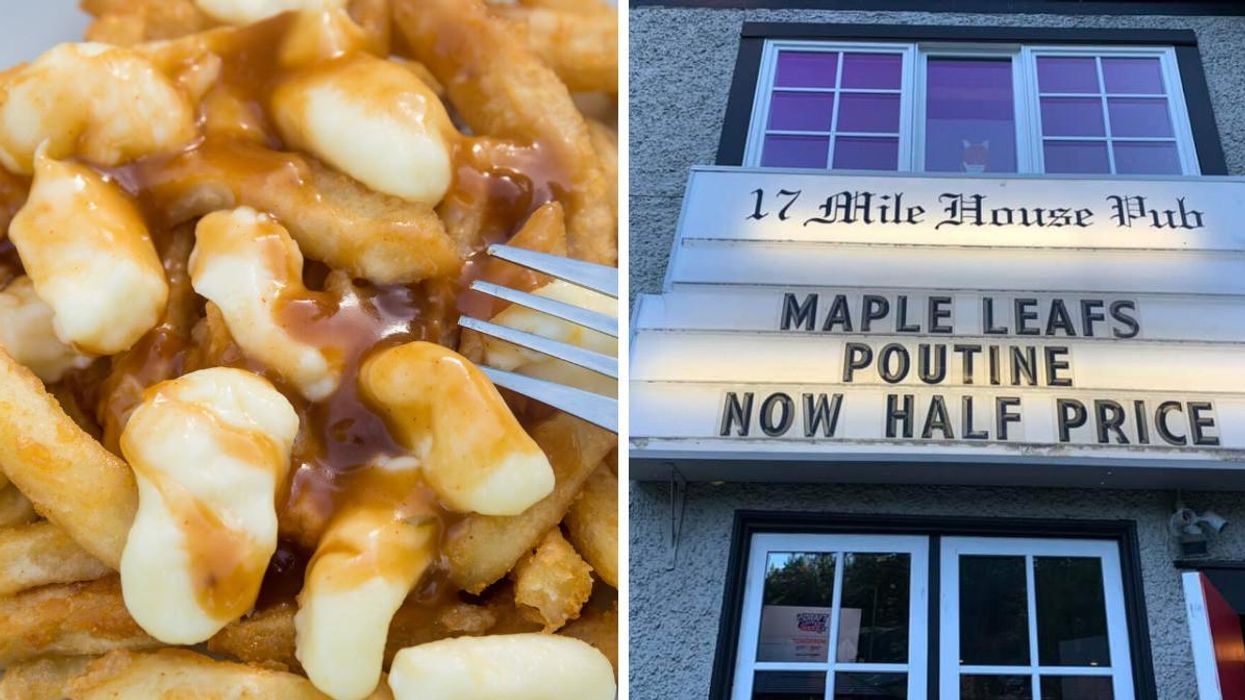 17 Mile House Pub
MAPLE LEAFS
POUTINE
NOW HALF PRICE